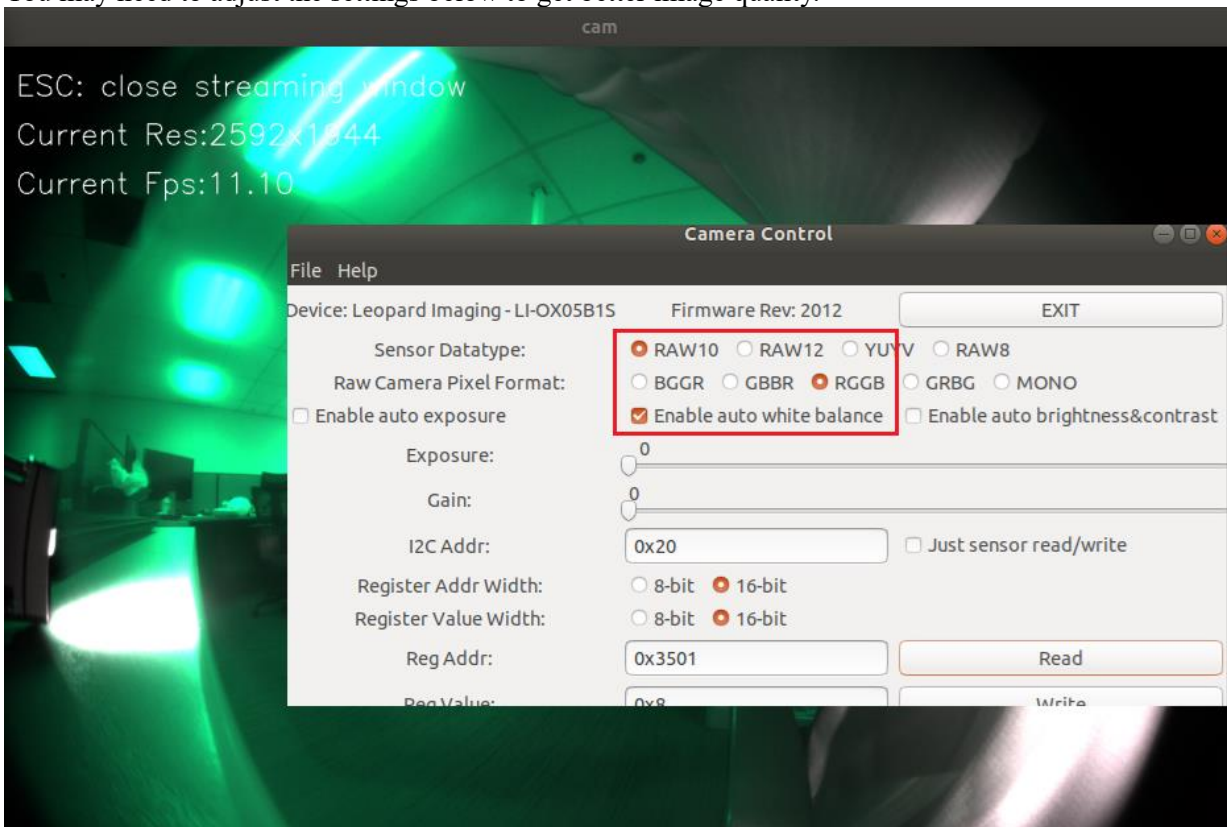 You may need to adjust the settings below to get better image quality.
cam
ESC: close streaming window
Current Res:2592x1944
Current Fps:11.10
Camera Control
File Help
Device: Leopard Imaging - LI-OX05B1S Firmware Rev: 2012 EXIT
Sensor Datatype: RAW10 RAW12 YUYV RAW8
Raw Camera Pixel Format: BGGR GBBR RGGB GRBG MONO
Enable auto exposure Enable auto white balance Enable auto brightness&contrast
Exposure: 0
Gain: 0
I2C Addr: 0x20 Just sensor read/write
Register Addr Width: 8-bit 16-bit
Register Value Width: 8-bit 16-bit
Reg Addr: 0x3501 Read
Reg Value: 0x8 Write